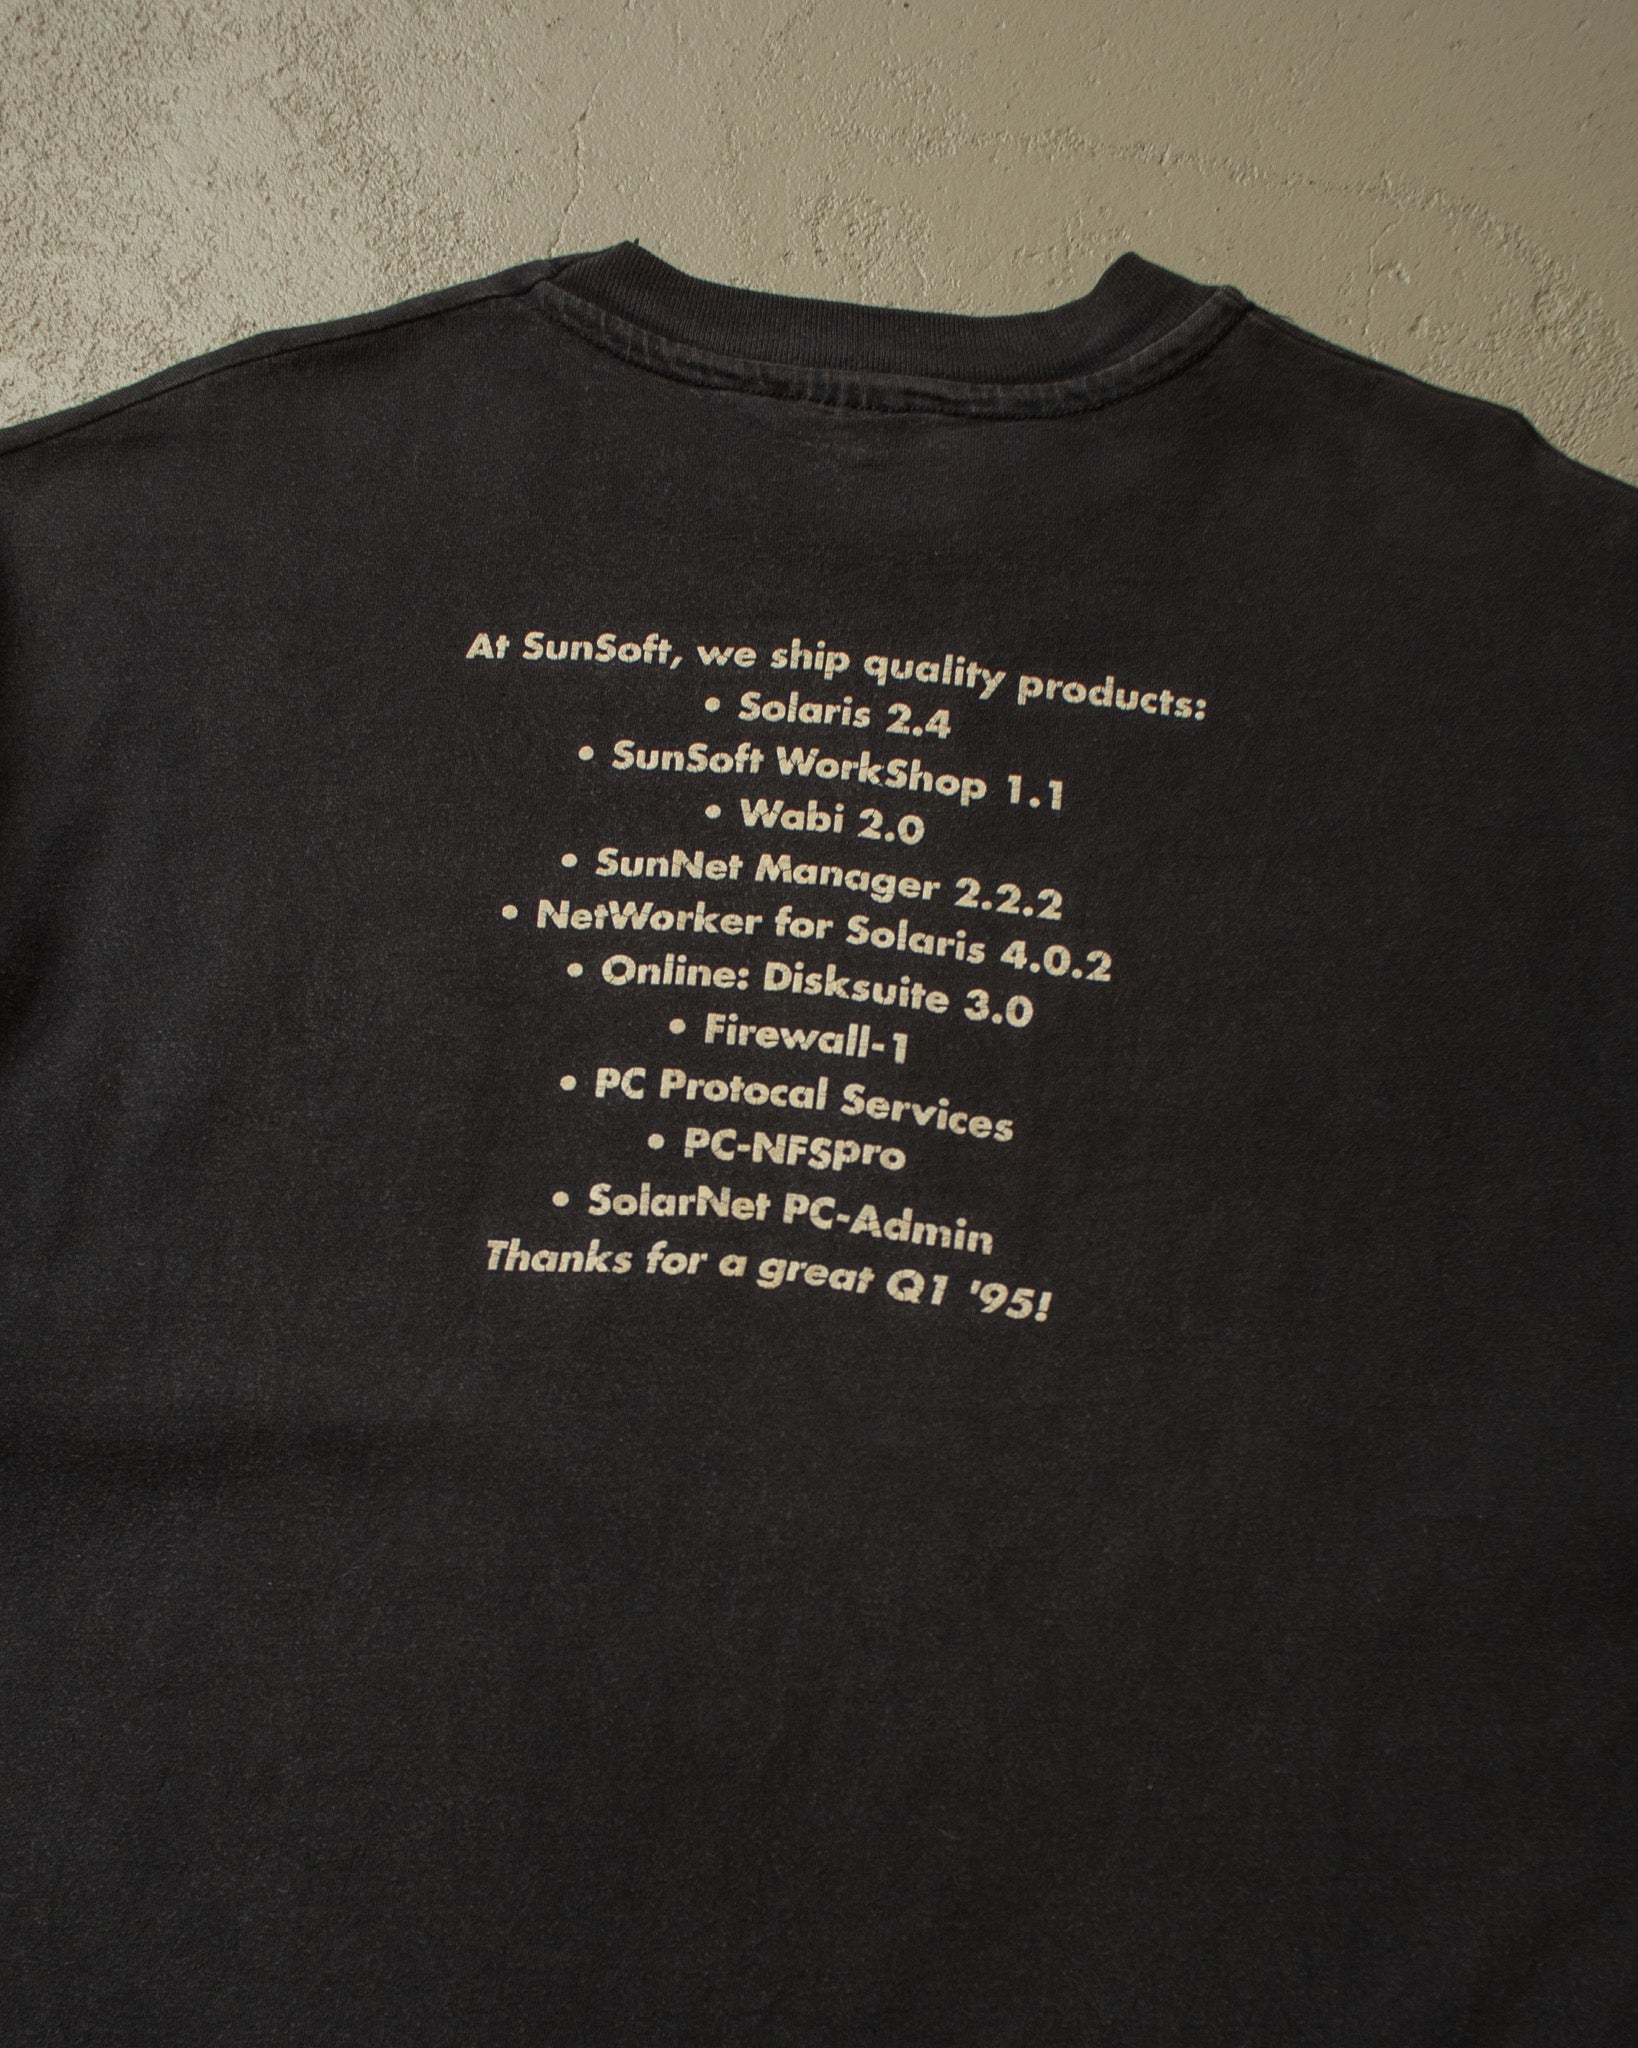 At SunSoft, we ship quality products:
• Solaris 2.4
• SunSoft WorkShop 1.1
• Wabi 2.0
• SunNet Manager 2.2.2
• NetWorker for Solaris 4.0.2
• Online: Disksuite 3.0
• Firewall-1
• PC Protocal Services
• PC-NFSpro
• SolarNet PC-Admin
Thanks for a great Q1 '95!